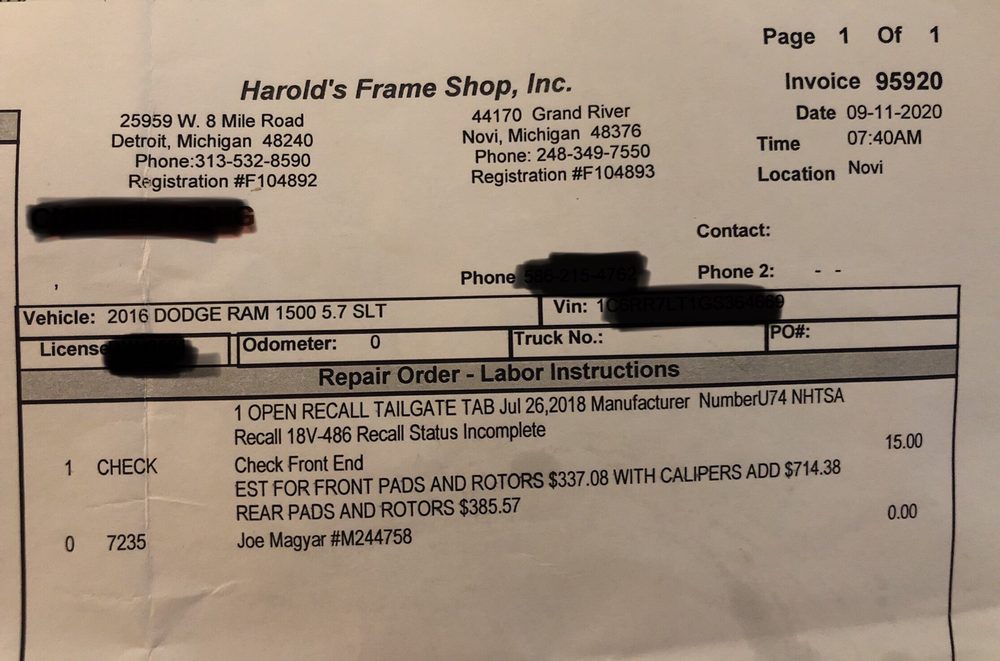 Page 1 Of 1
Harold's Frame Shop, Inc.
Invoice 95920
25959 W. 8 Mile Road
Detroit, Michigan 48240
Phone:313-532-8590
Registration #F104892
44170 Grand River
Novi, Michigan 48376
Phone: 248-349-7550
Registration #F104893
Date 09-11-2020
Time 07:40AM
Location Novi
Contact:
,
Phone
Phone 2: - -
Vehicle: 2016 DODGE RAM 1500 5.7 SLT
Vin:
License
Odometer: 0
Truck No.:
PO#:
Repair Order - Labor Instructions
1 OPEN RECALL TAILGATE TAB Jul 26,2018 Manufacturer NumberU74 NHTSA
Recall 18V-486 Recall Status Incomplete
1 CHECK Check Front End 15.00
EST FOR FRONT PADS AND ROTORS $337.08 WITH CALIPERS ADD $714.38
REAR PADS AND ROTORS $385.57
0 7235 Joe Magyar #M244758 0.00